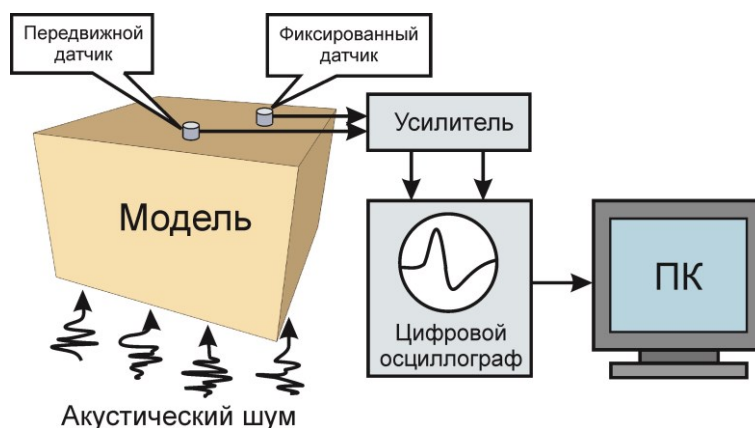 Передвижной
датчик
Фиксированный
датчик
Усилитель
Модель
ПК
Цифровой
осциллограф
Акустический шум